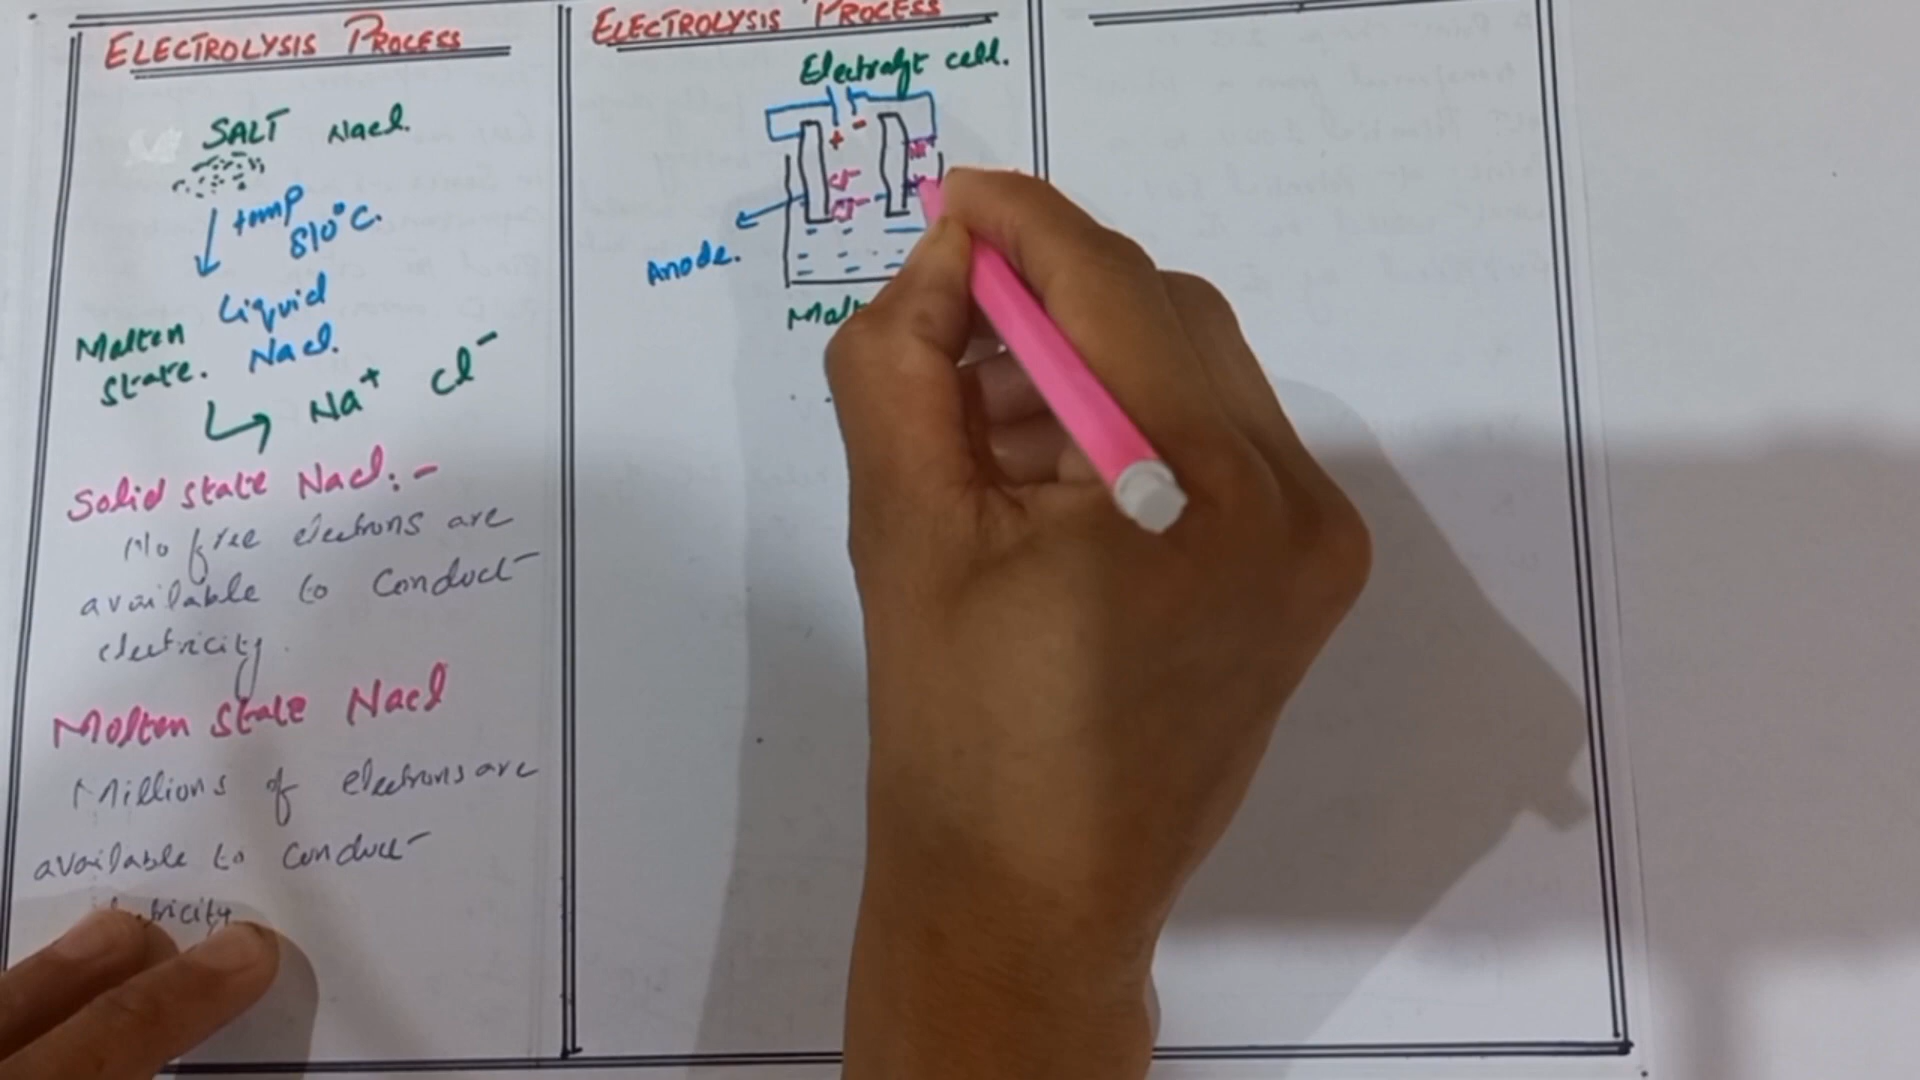 ELECTROLYSIS PROCESS
SALT Nacl.
temp
810°C.
Liquid
Nacl.
Molten
state.
Na+ Cl-
Solid state Nacl:-
No free electrons are
available to conduct
electricity.
Molten state Nacl
Millions of electrons are
available to conduct
ELECTROLYSIS PROCESS
Electrolyt cell.
+ -
Cl-
Cl-
Anode.